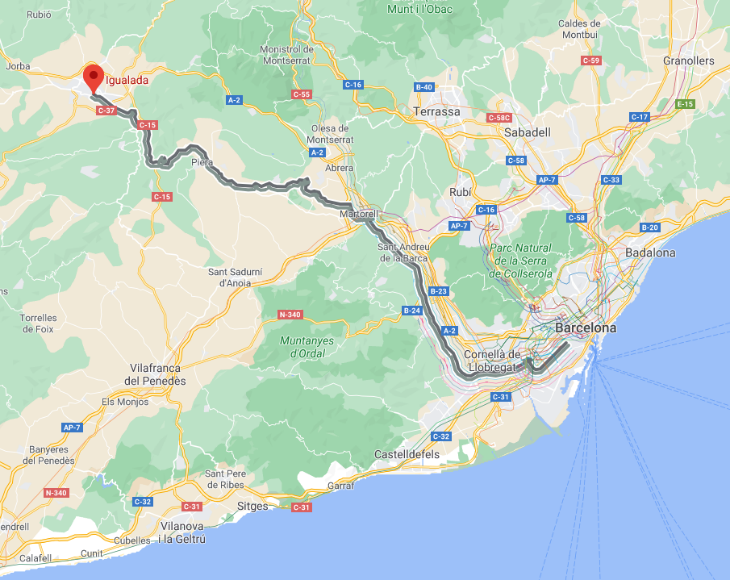 Rubió
Munt i l'Obac
Caldes de
Montbui
Jorba
Igualada
Monistrol de
Montserrat
C-59
Granollers
C-16
B-40
A-2
C-55
E-15
C-37
Terrassa
C-58C
C-17
C-15
Olesa de
Montserrat
Sabadell
A-2
C-58
Piera
Abrera
AP-7
C-33
C-15
Rubí
C-16
Martorell
C-58
AP-7
B-20
Sant Andreu
de la Barca
Parc Natural
de la Serra
de Collserola
Badalona
Sant Sadurní
d'Anoia
B-23
B-24
Torrelles
de Foix
N-340
A-2
Barcelona
Muntanyes
d'Ordal
Cornellà de
Llobregat
Vilafranca
del Penedès
Els Monjos
C-31
AP-7
C-32
Banyeres
del Penedès
Castelldefels
Sant Pere
de Ribes
Garraf
N-340
C-32
C-31
Sitges
C-31
endrell
Vilanova
i la Geltrú
Cubelles
Cunit
Calafell